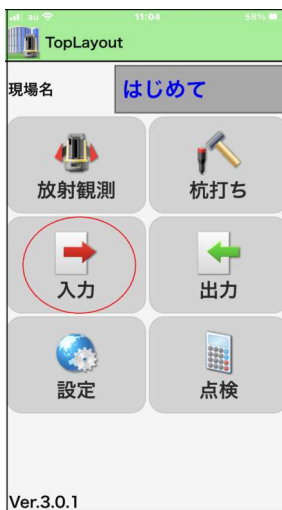 au 11:04 58%
TopLayout
現場名 はじめて
放射観測 杭打ち
入力 出力
設定 点検
Ver.3.0.1